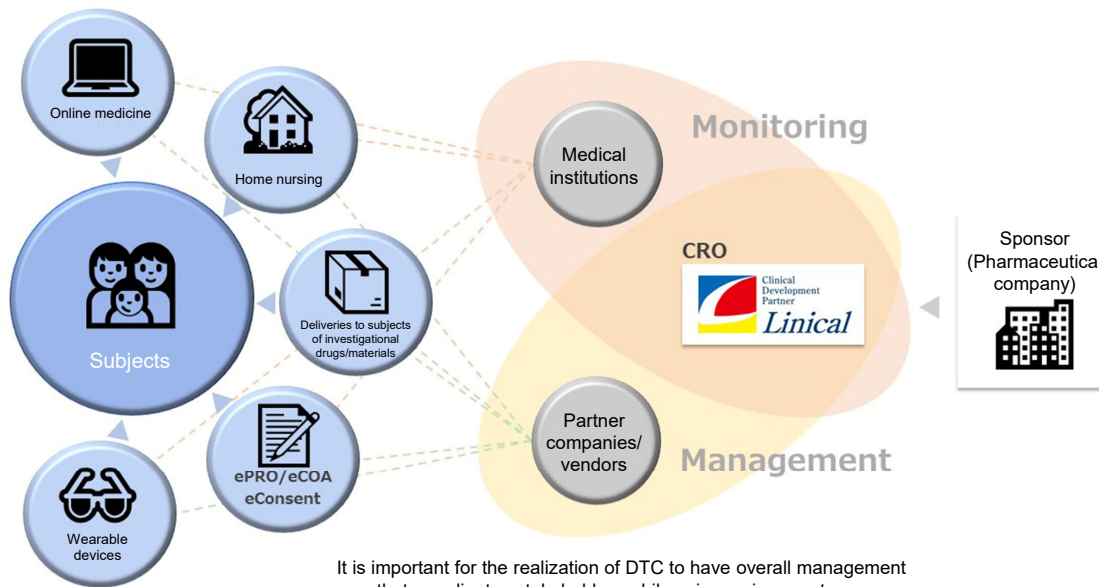 Online medicine
Home nursing
Subjects
Deliveries to subjects
of investigational
drugs/materials
ePRO/eCOA
eConsent
Wearable
devices
Medical
institutions
Monitoring
CRO
Clinical
Development
Partner
Linical
Partner
companies/
vendors
Management
Sponsor
(Pharmaceutica
company)
It is important for the realization of DTC to have overall management